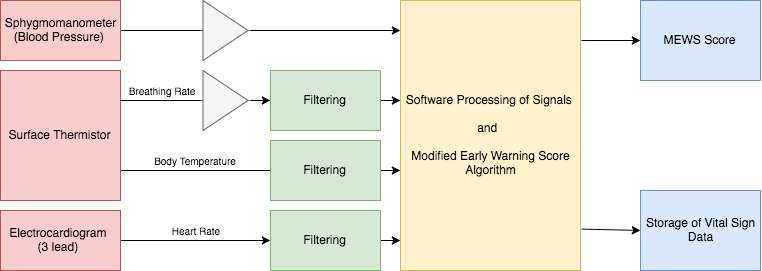 Sphygmomanometer
(Blood Pressure)
MEWS Score
Breathing Rate
Filtering
Software Processing of Signals
and
Modified Early Warning Score
Algorithm
Surface Thermistor
Body Temperature
Filtering
Electrocardiogram
(3 lead)
Heart Rate
Filtering
Storage of Vital Sign
Data